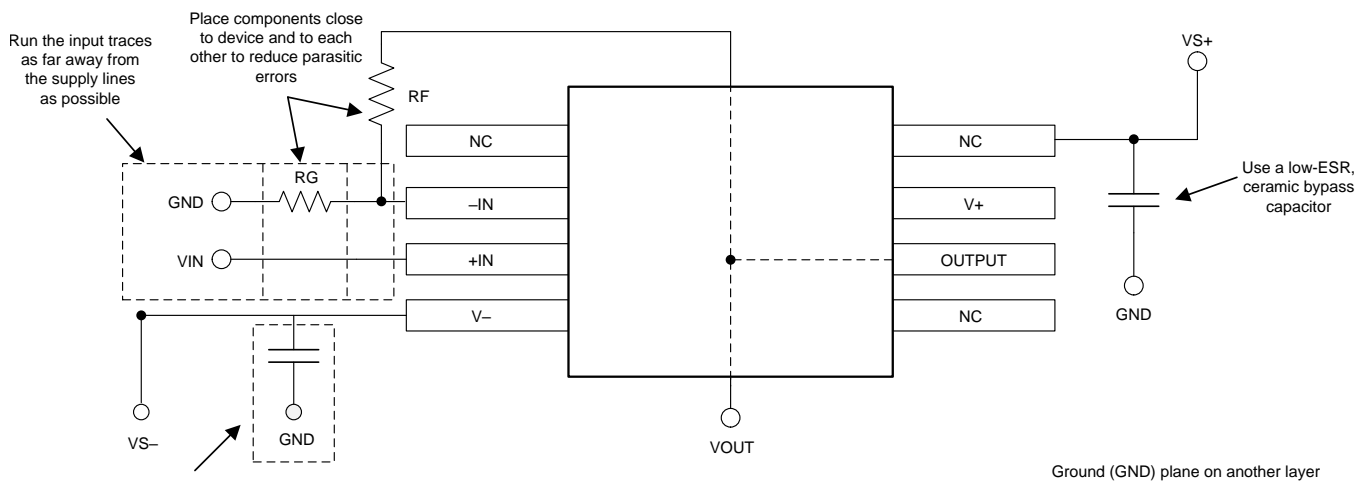 Place components close
to device and to each
other to reduce parasitic
errors
Run the input traces
as far away from
the supply lines
as possible
VS+
RF
NC
NC
Use a low-ESR,
ceramic bypass
capacitor
RG
GND
–IN
V+
VIN
+IN
OUTPUT
GND
V–
NC
VS–
GND
VOUT
Ground (GND) plane on another layer